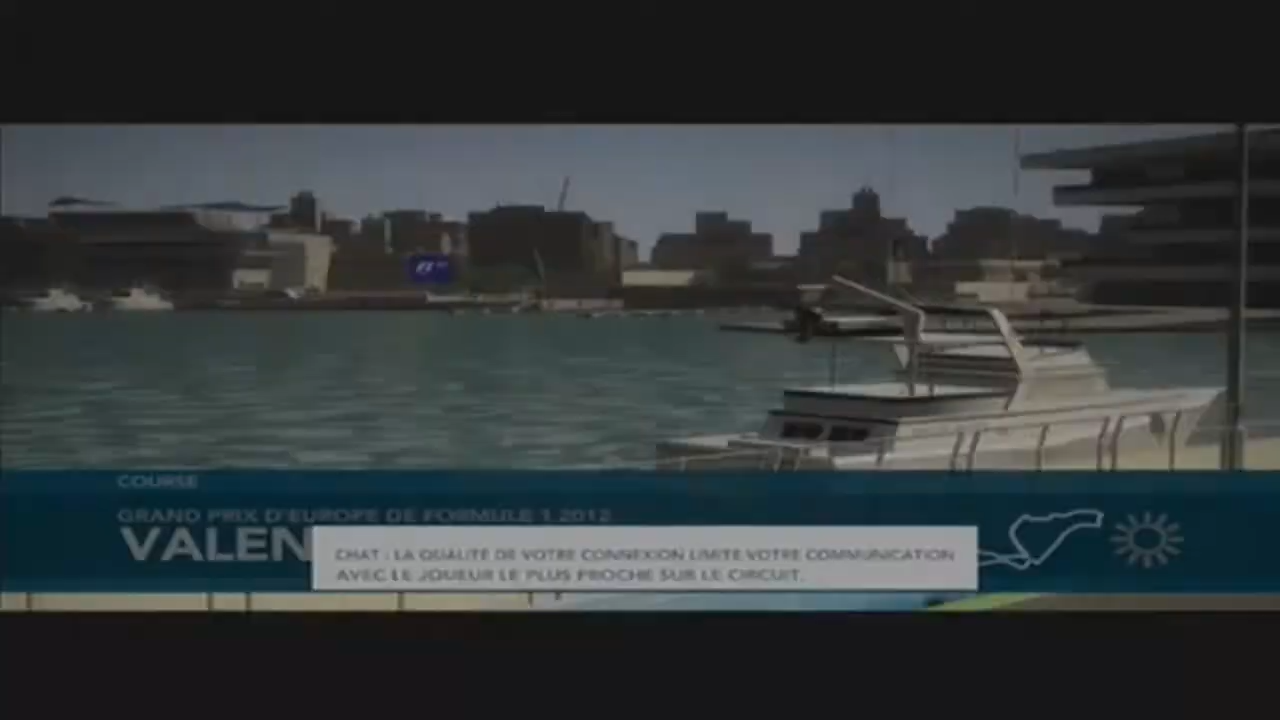 COURSE
GRAND PRIX D'EUROPE DE FORMULE 1 2012
VALEN
CHAT : LA QUALITÉ DE VOTRE CONNEXION LIMITE VOTRE COMMUNICATION
AVEC LE JOUEUR LE PLUS PROCHE SUR LE CIRCUIT.